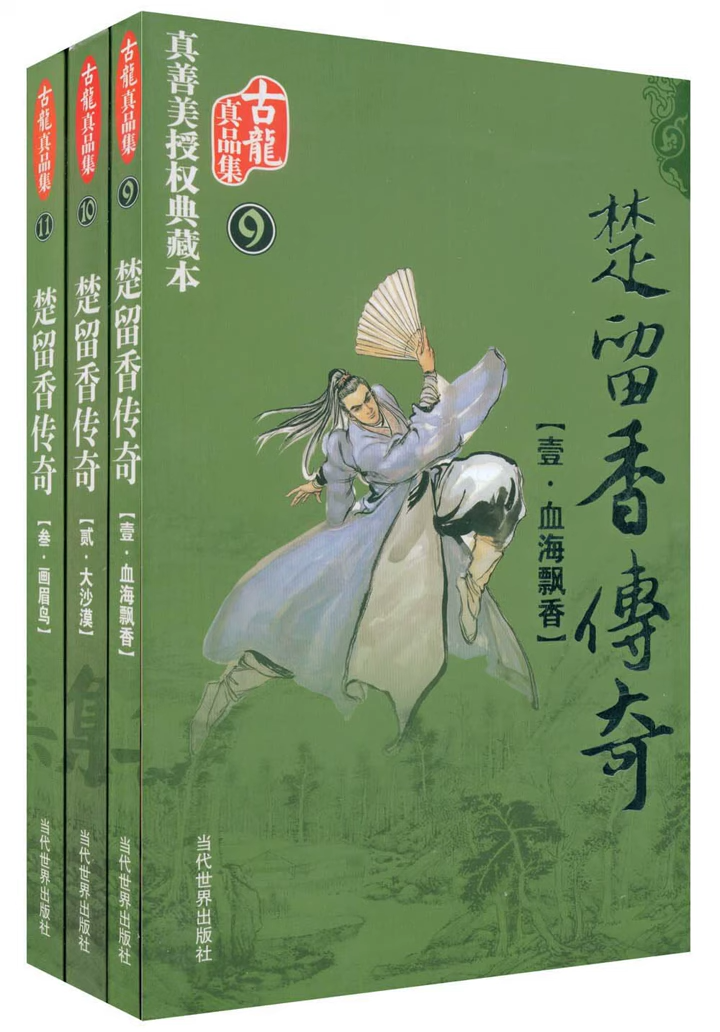 古龍真品集
11
楚留香传奇
【叁·画眉鸟】
当代世界出版社
古龍真品集
10
楚留香传奇
【贰·大沙漠】
集
当代世界出版社
古龍真品集
9
楚留香传奇
【壹·血海飘香】
当代世界出版社
真善美授权典藏本
古龍
真品集
9
楚留香傳奇
【壹·血海飘香】
当代世界出版社